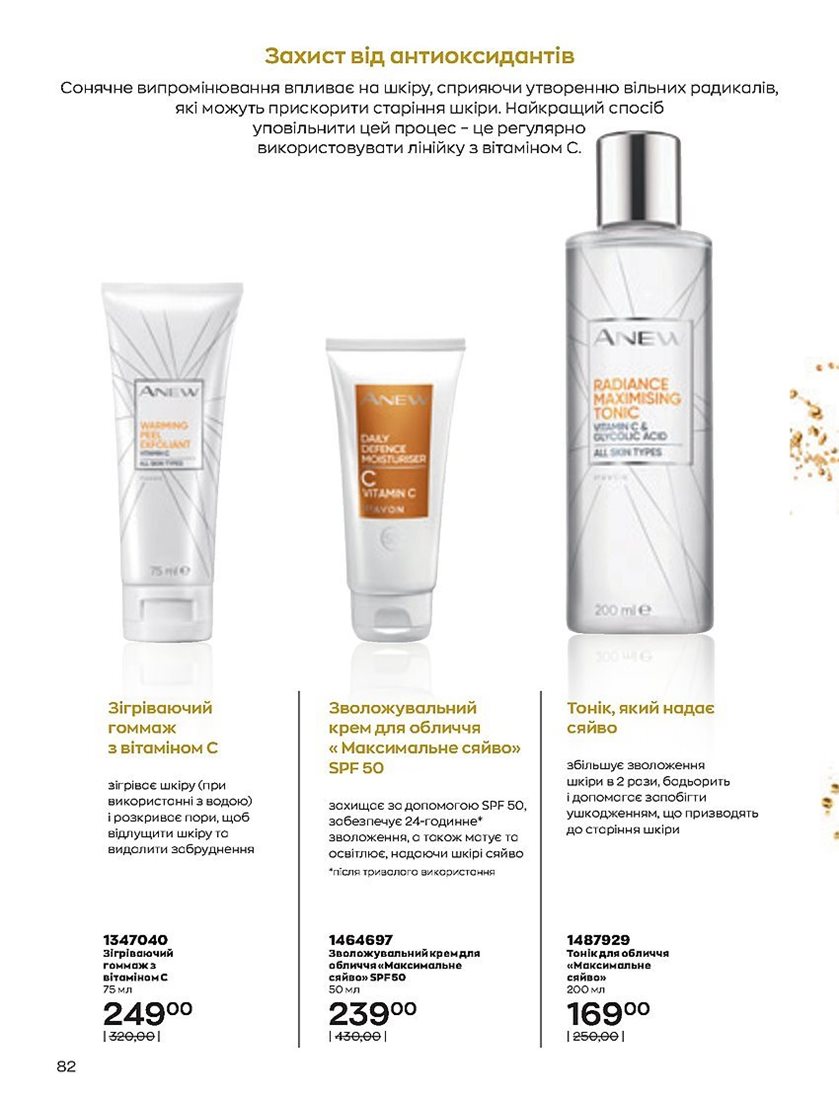 Захист від антиоксидантів
Сонячне випромінювання впливає на шкіру, сприяючи утворенню вільних радикалів,
які можуть прискорити старіння шкіри. Найкращий спосіб
уповільнити цей процес – це регулярно
використовувати лінійку з вітаміном С.
ANEW
WARMING
PEEL
EXFOLIANT
VITAMIN C
ALL SKIN TYPES
75 ml e
ANEW
DAILY
DEFENCE
MOISTURISER
C
VITAMIN C
AVON
ANEW
RADIANCE
MAXIMISING
TONIC
VITAMIN C &
GLYCOLIC ACID
ALL SKIN TYPES
200 ml e
Зігріваючий
гоммаж
з вітаміном С
зігріває шкіру (при
використанні з водою)
і розкриває пори, щоб
відлущити шкіру та
видалити забруднення
1347040
Зігріваючий
гоммаж з
вітаміном С
75 мл
24900
| 320,00 |
Зволожувальний
крем для обличчя
« Максимальне сяйво»
SPF 50
захищає за допомогою SPF 50,
забезпечує 24-годинне*
зволоження, а також матує та
освітлює, надаючи шкірі сяйво
*після тривалого використання
1464697
Зволожувальний крем для
обличчя «Максимальне
сяйво» SPF 50
50 мл
23900
| 430,00 |
Тонік, який надає
сяйво
збільшує зволоження
шкіри в 2 рази, бадьорить
і допомагає запобігти
ушкодженням, що призводять
до старіння шкіри
1487929
Тонік для обличчя
«Максимальне
сяйво»
200 мл
16900
| 250,00 |
82